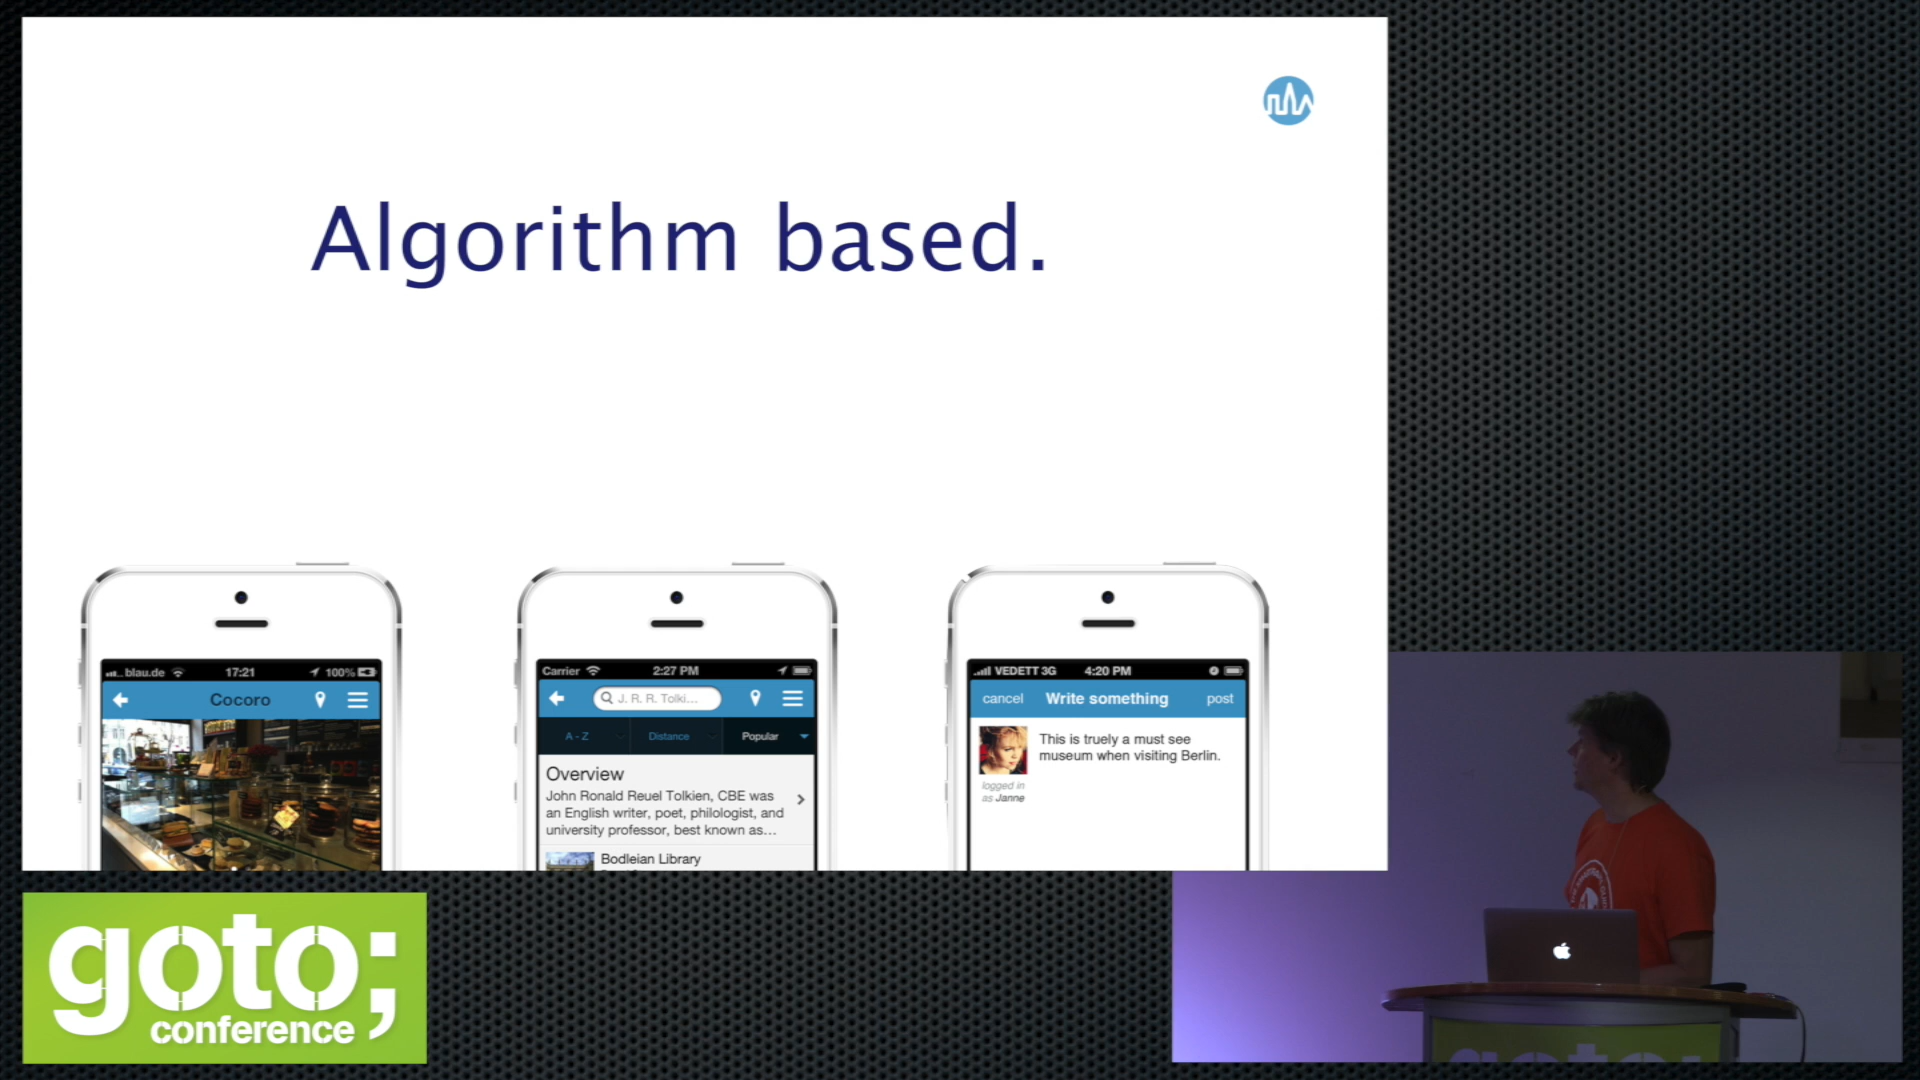 Algorithm based.
blau.de 17:21 100%
Cocoro
Carrier 2:27 PM
J. R. R. Tolki...
A - Z Distance Popular
Overview
John Ronald Reuel Tolkien, CBE was
an English writer, poet, philologist, and
university professor, best known as...
Bodleian Library
VEDETT 3G 4:20 PM
cancel Write something post
This is truely a must see
museum when visiting Berlin.
logged in
as Janne
goto;
conference
goto;